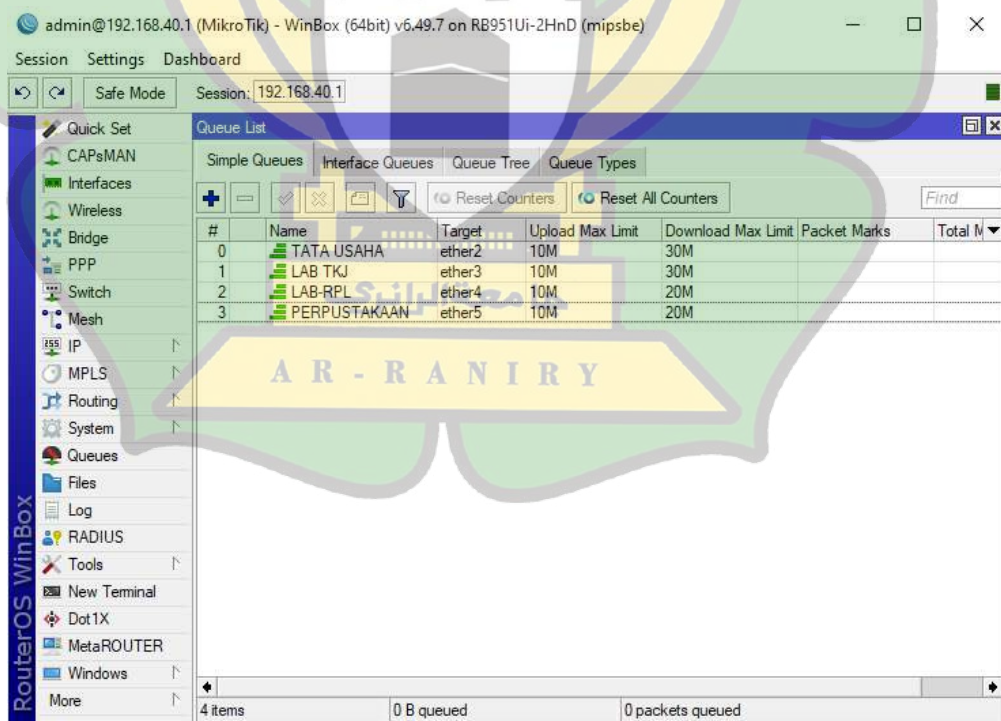 admin@192.168.40.1 (MikroTik) - WinBox (64bit) v6.49.7 on RB951Ui-2HnD (mipsbe)
Session Settings Dashboard
Safe Mode Session: 192.168.40.1
Quick Set
CAPsMAN
Interfaces
Wireless
Bridge
PPP
Switch
Mesh
IP
MPLS
Routing
System
Queues
Files
Log
RADIUS
Tools
New Terminal
Dot1X
MetaROUTER
Windows
More
RouterOS WinBox
Queue List
Simple Queues Interface Queues Queue Tree Queue Types
Reset Counters Reset All Counters Find
# Name Target Upload Max Limit Download Max Limit Packet Marks Total M
0 TATA USAHA ether2 10M 30M
1 LAB TKJ ether3 10M 30M
2 LAB-RPL ether4 10M 20M
3 PERPUSTAKAAN ether5 10M 20M
جامعة الرانري
AR-RANIRY
4 items 0 B queued 0 packets queued